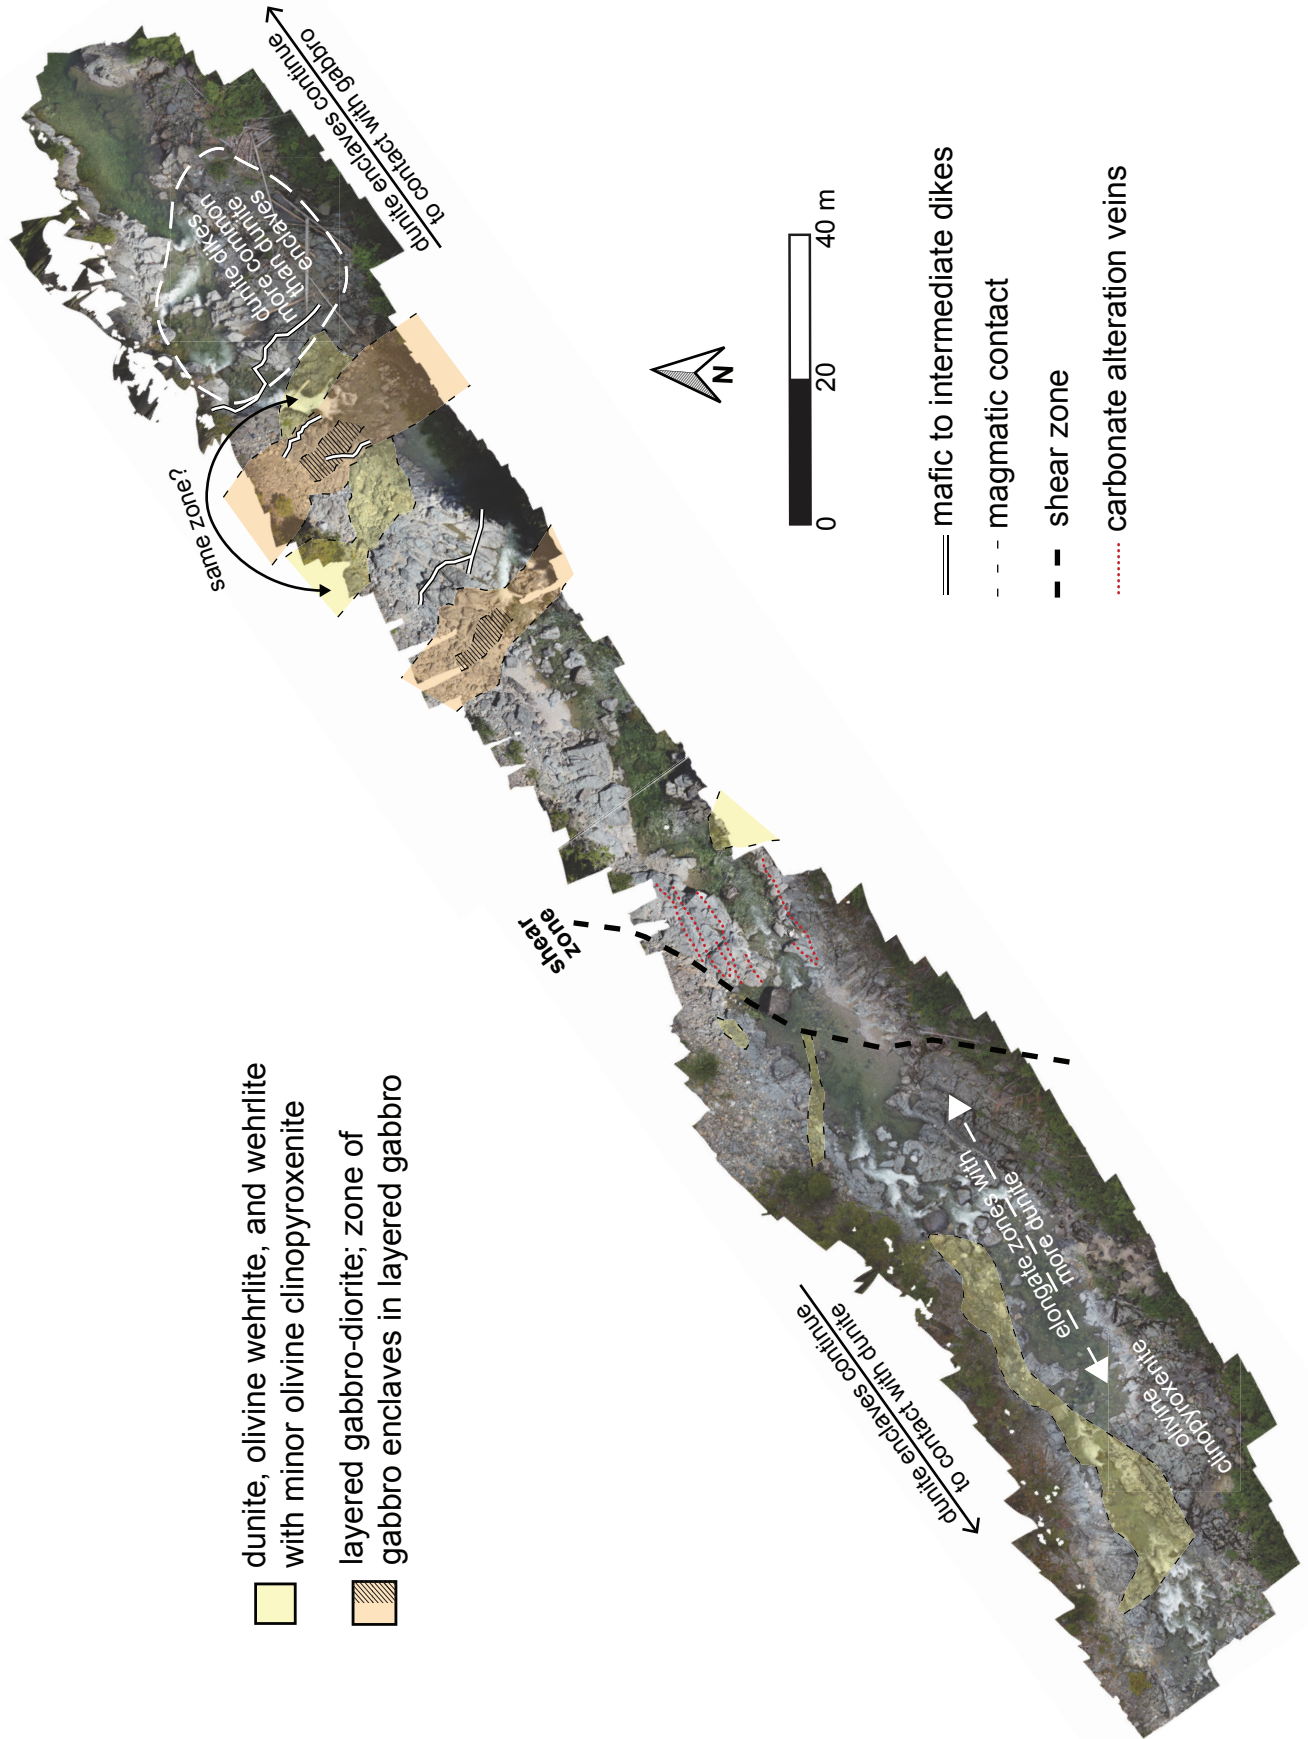 dunite, olivine wehrlite, and wehrlite
with minor olivine clinopyroxenite
layered gabbro-diorite; zone of
gabbro enclaves in layered gabbro
dunite enclaves continue
to contact with dunite
elongate zones with
more dunite
olivine
clinopyroxenite
shear
zone
same zone?
dunite dikes
more common
than dunite
enclaves
dunite enclaves continue
to contact with gabbro
N
0
20
40 m
mafic to intermediate dikes
magmatic contact
shear zone
carbonate alteration veins